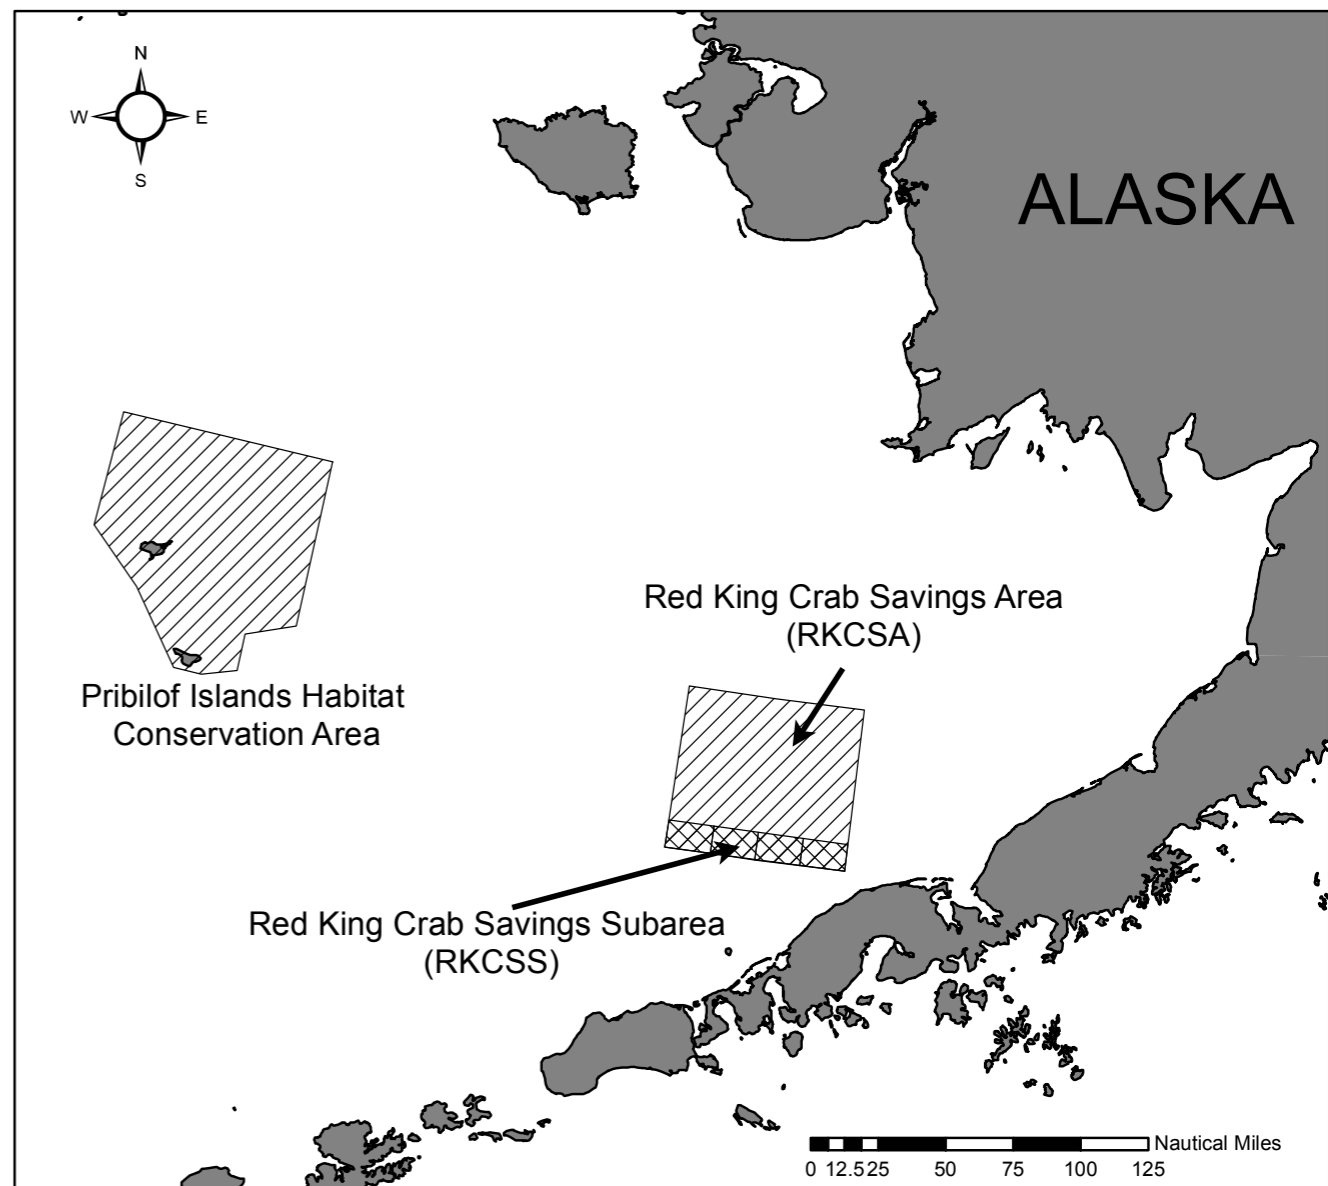 N
W E
S
ALASKA
Red King Crab Savings Area
(RKCSA)
Pribilof Islands Habitat
Conservation Area
Red King Crab Savings Subarea
(RKCSS)
Nautical Miles
0 12.5 25 50 75 100 125